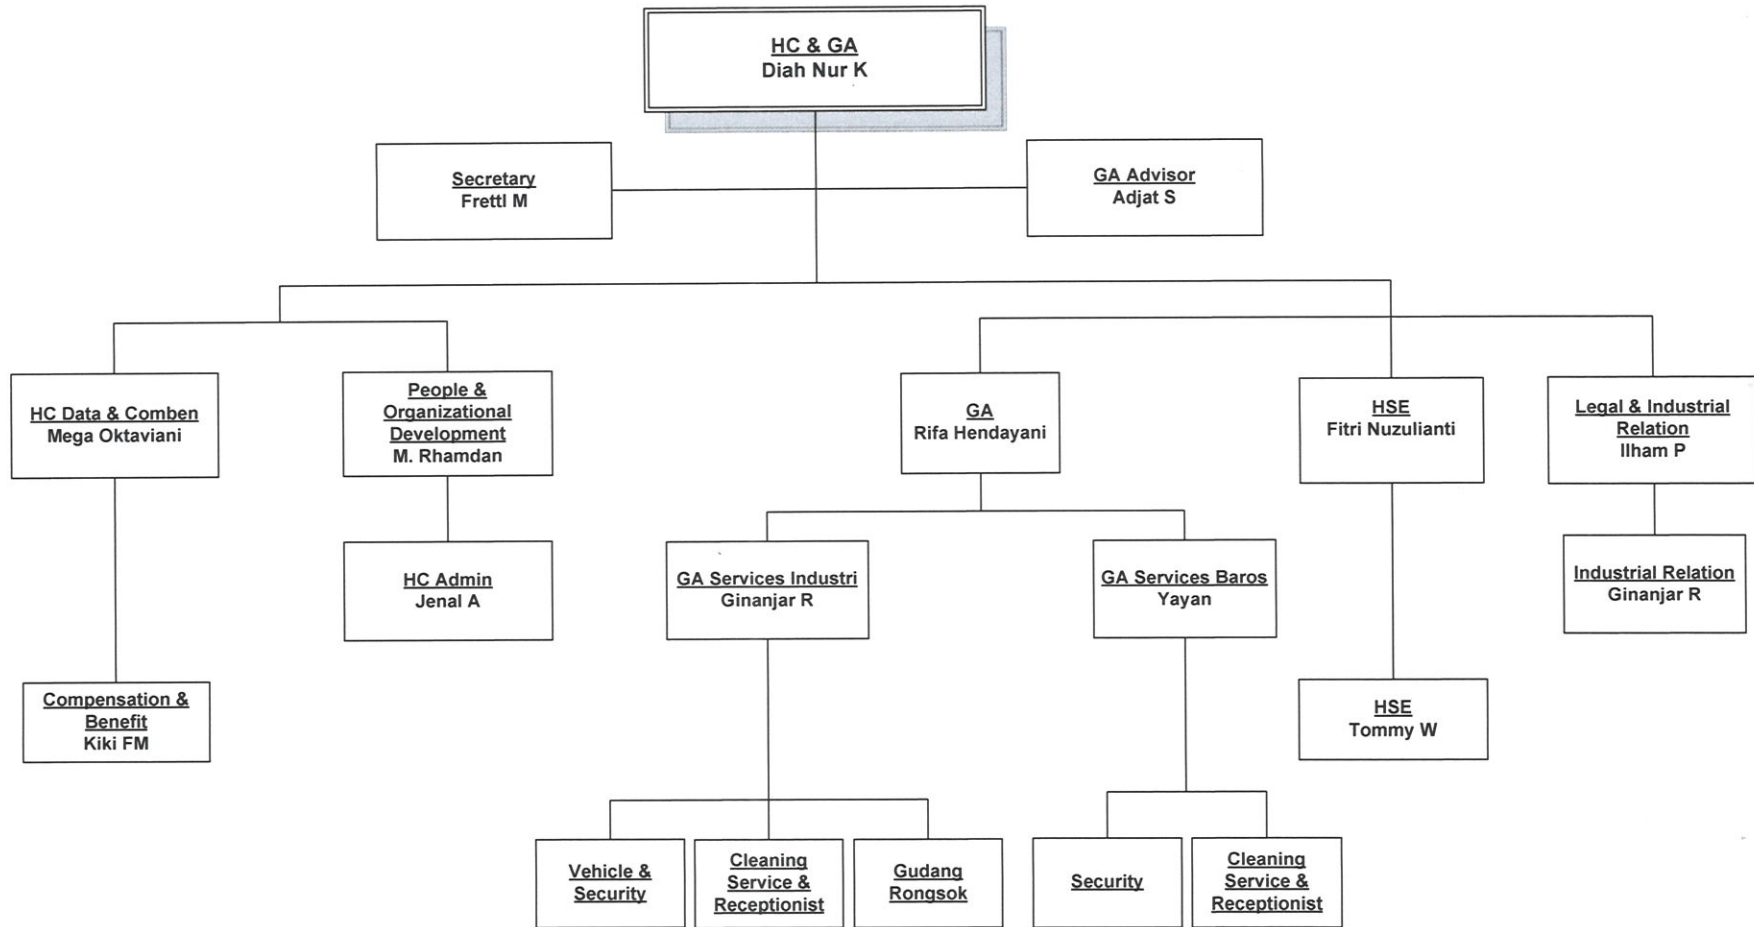 HC & GA
Diah Nur K
Secretary
Frettl M
GA Advisor
Adjat S
HC Data & Comben
Mega Oktaviani
People &
Organizational
Development
M. Rhamdan
GA
Rifa Hendayani
HSE
Fitri Nuzulianti
Legal & Industrial
Relation
Ilham P
HC Admin
Jenal A
GA Services Industri
Ginanjar R
GA Services Baros
Yayan
Industrial Relation
Ginanjar R
Compensation &
Benefit
Kiki FM
HSE
Tommy W
Vehicle &
Security
Cleaning
Service &
Receptionist
Gudang
Rongsok
Security
Cleaning
Service &
Receptionist